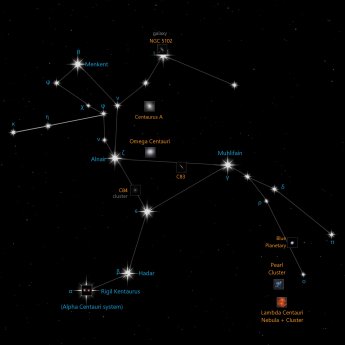 galaxy
NGC 5102
θ
Menkent
ψ
ν
χ
φ
Centaurus A
κ
η
υ
Omega Centauri
ζ
Alnair
Muhlifain
C83
γ
δ
C84
cluster
ρ
ε
π
Blue
Planetary
Pearl
Cluster
ο
β
Hadar
α
Rigil Kentaurus
(Alpha Centauri system)
Lambda Centauri
Nebula + Cluster